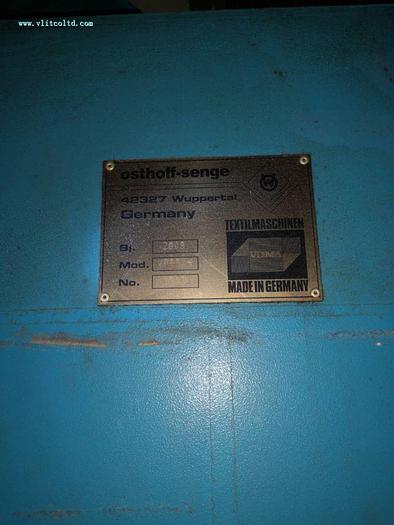 www.vlitcoltd.com
osthoff-senge
42327 Wuppertal
Germany
TEXTILMASCHINEN
VDMA
MADE IN GERMANY
Bj.
Mod.
No.